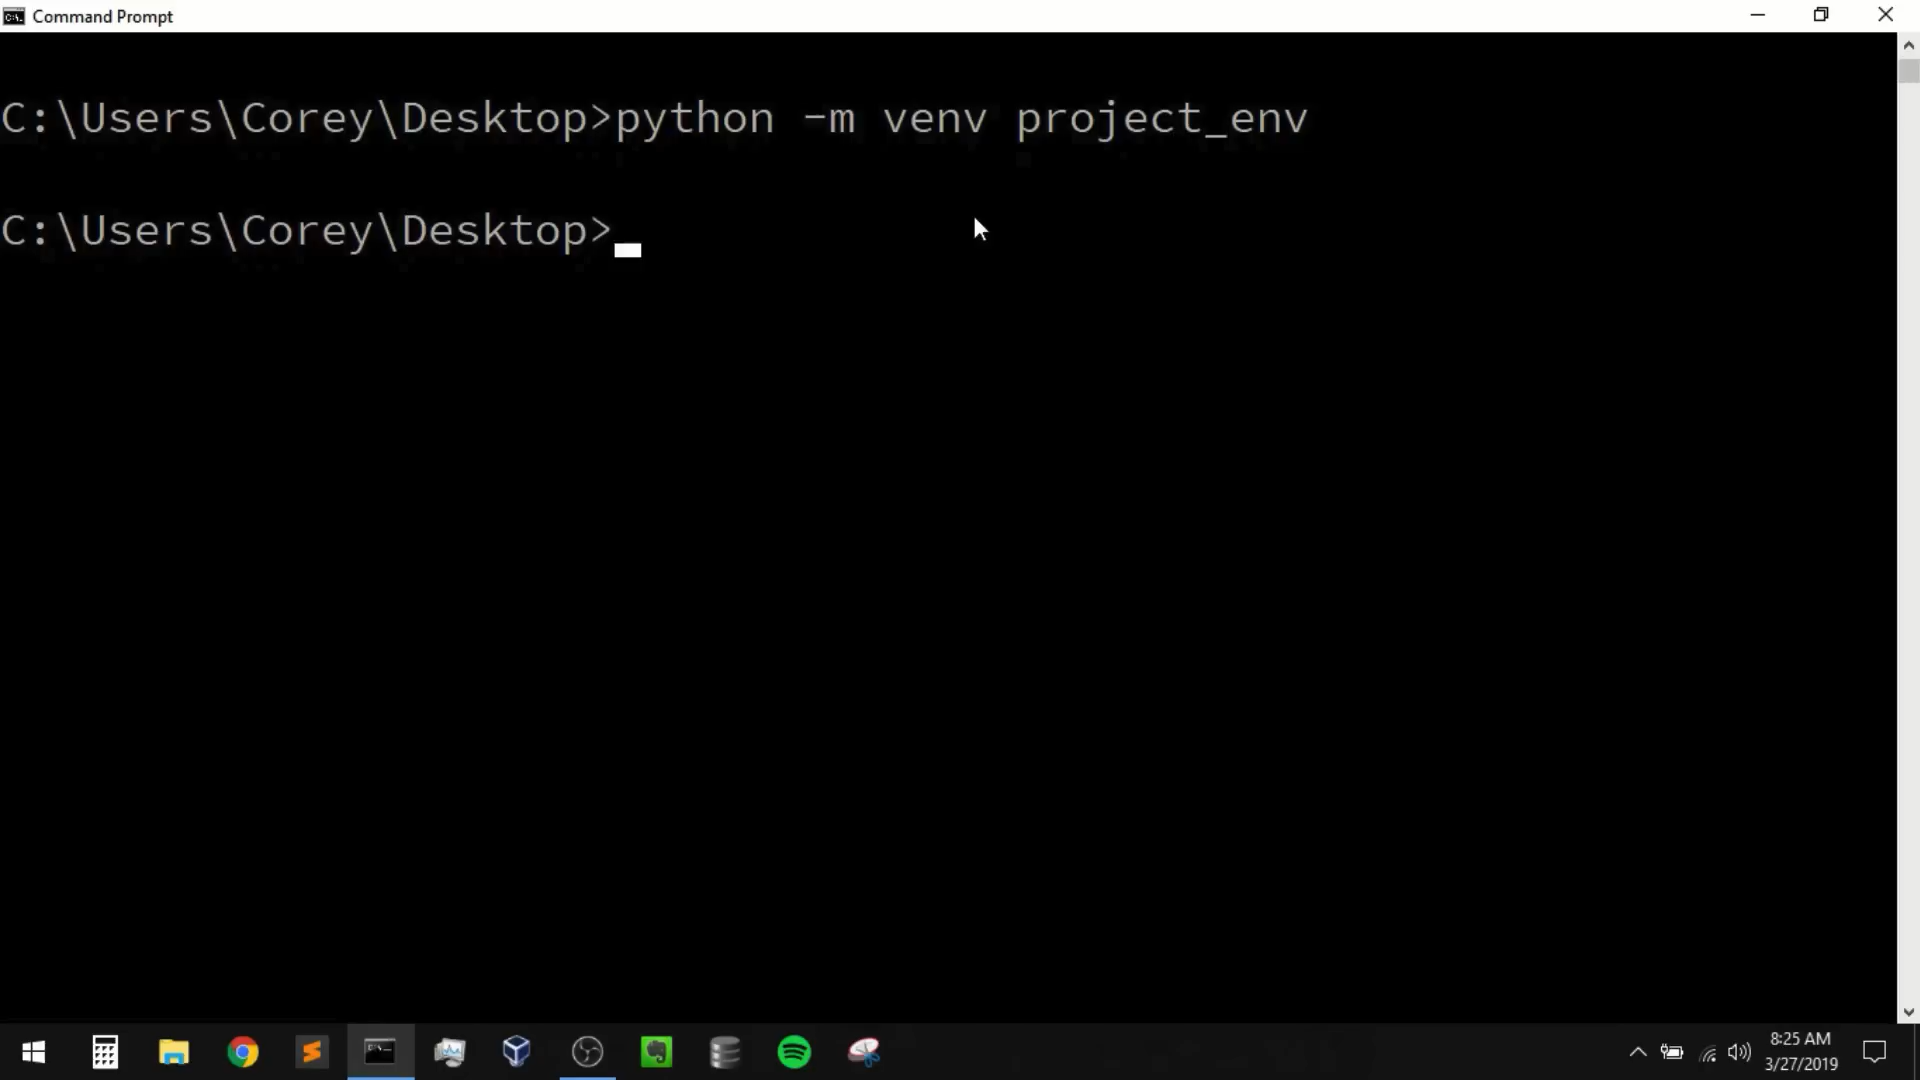 Command Prompt
C:\Users\Corey\Desktop>python -m venv project_env
C:\Users\Corey\Desktop>
8:25 AM
3/27/2019